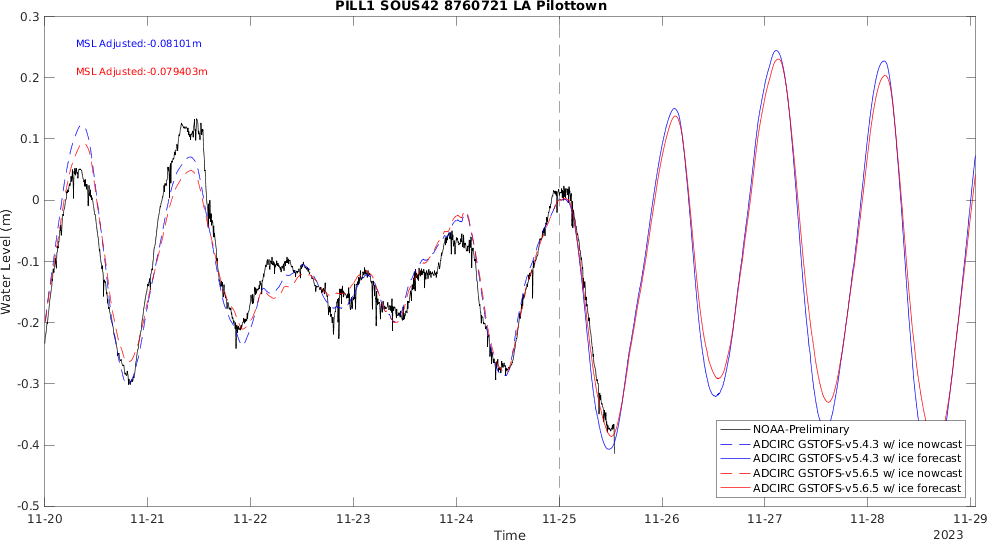 PILL1 SOUS42 8760721 LA Pilottown
MSL Adjusted:-0.08101m
MSL Adjusted:-0.079403m
Water Level (m)
0.3
0.2
0.1
0
-0.1
-0.2
-0.3
-0.4
-0.5
NOAA-Preliminary
ADCIRC GSTOFS-v5.4.3 w/ ice nowcast
ADCIRC GSTOFS-v5.4.3 w/ ice forecast
ADCIRC GSTOFS-v5.6.5 w/ ice nowcast
ADCIRC GSTOFS-v5.6.5 w/ ice forecast
11-20 11-21 11-22 11-23 11-24 11-25 11-26 11-27 11-28 11-29
Time
2023